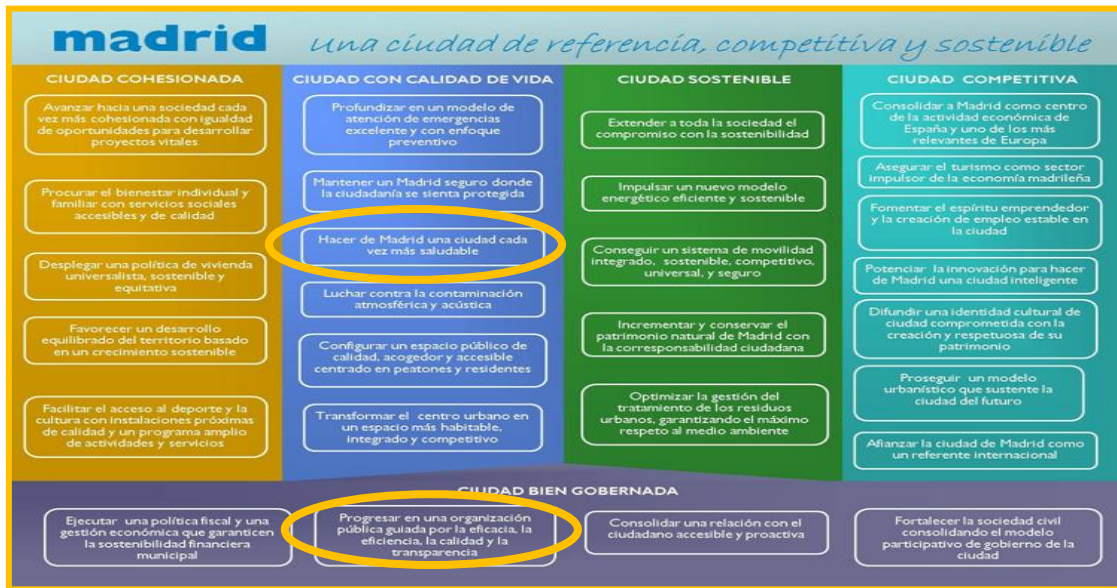 madrid una ciudad de referencia, competitiva y sostenible
CIUDAD COHESIONADA
Avanzar hacia una sociedad cada
vez más cohesionada con igualdad
de oportunidades para desarrollar
proyectos vitales
Procurar el bienestar individual y
familiar con servicios sociales
accesibles y de calidad
Desplegar una política de vivienda
universalista, sostenible y
equitativa
Favorecer un desarrollo
equilibrado del territorio basado
en un crecimiento sostenible
Facilitar el acceso al deporte y la
cultura con instalaciones próximas
de calidad y un programa amplio
de actividades y servicios
CIUDAD CON CALIDAD DE VIDA
Profundizar en un modelo de
atención de emergencias
excelente y con enfoque
preventivo
Mantener un Madrid seguro donde
la ciudadanía se sienta protegida
Hacer de Madrid una ciudad cada
vez más saludable
Luchar contra la contaminación
atmosférica y acústica
Configurar un espacio público de
calidad, acogedor y accesible
centrado en peatones y residentes
Transformar el centro urbano en
un espacio más habitable,
integrado y competitivo
CIUDAD SOSTENIBLE
Extender a toda la sociedad el
compromiso con la sostenibilidad
Impulsar un nuevo modelo
energético eficiente y sostenible
Conseguir un sistema de movilidad
integrado, sostenible, competitivo,
universal, y seguro
Incrementar y conservar el
patrimonio natural de Madrid con
la corresponsabilidad ciudadana
Optimizar la gestión del
tratamiento de los residuos
urbanos, garantizando el máximo
respeto al medio ambiente
CIUDAD COMPETITIVA
Consolidar a Madrid como centro
de la actividad económica de
España y uno de los más
relevantes de Europa
Asegurar el turismo como sector
impulsor de la economía madrileña
Fomentar el espíritu emprendedor
y la creación de empleo estable en
la ciudad
Potenciar la innovación para hacer
de Madrid una ciudad inteligente
Difundir una identidad cultural de
ciudad comprometida con la
creación y respetuosa de su
patrimonio
Proseguir un modelo
urbanístico que sustente la
ciudad del futuro
Afianzar la ciudad de Madrid como
un referente internacional
CIUDAD BIEN GOBERNADA
Ejecutar una política fiscal y una
gestión económica que garanticen
la sostenibilidad financiera
municipal
Progresar en una organización
pública guiada por la eficacia, la
eficiencia, la calidad y la
transparencia
Consolidar una relación con el
ciudadano accesible y proactiva
Fortalecer la sociedad civil
consolidando el modelo
participativo de gobierno de la
ciudad